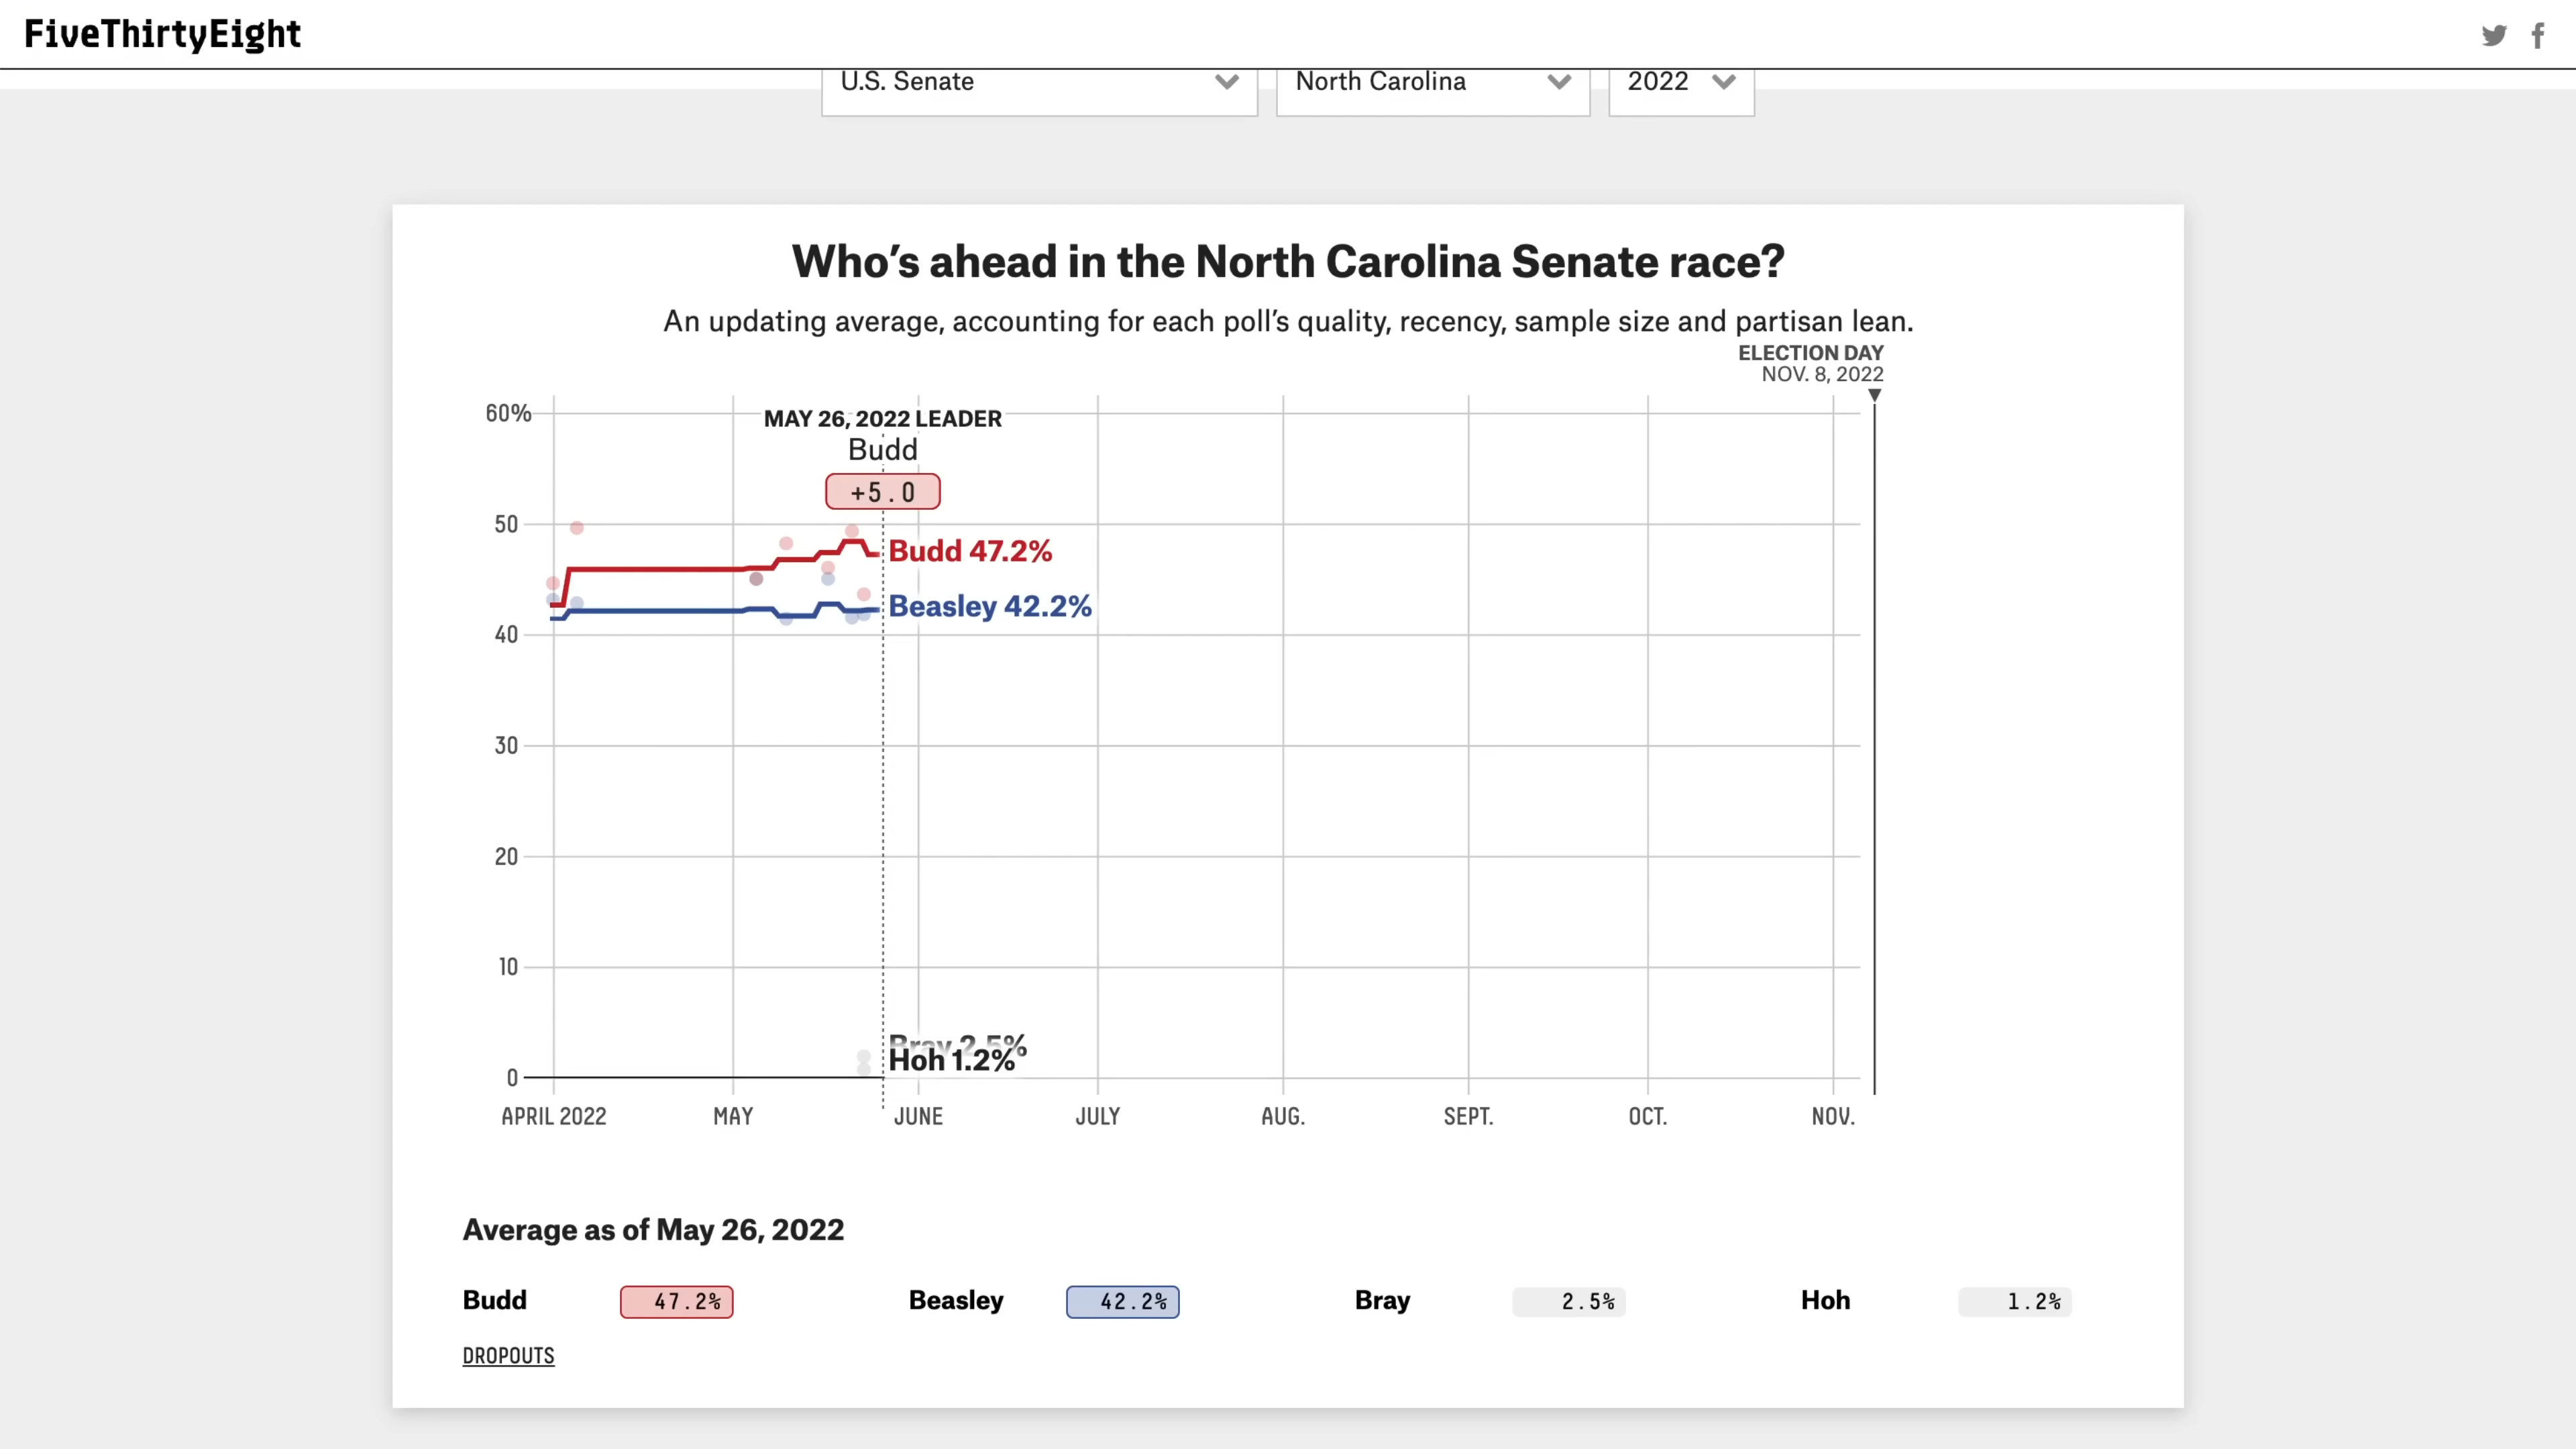 FiveThirtyEight
U.S. Senate
North Carolina
2022
Who's ahead in the North Carolina Senate race?
An updating average, accounting for each poll's quality, recency, sample size and partisan lean.
ELECTION DAY
NOV. 8, 2022
60%
MAY 26, 2022 LEADER
Budd
+5.0
50
Budd 47.2%
Beasley 42.2%
40
30
20
10
Bray 2.5%
Hoh 1.2%
0
APRIL 2022
MAY
JUNE
JULY
AUG.
SEPT.
OCT.
NOV.
Average as of May 26, 2022
Budd 47.2%
Beasley 42.2%
Bray 2.5%
Hoh 1.2%
DROPOUTS